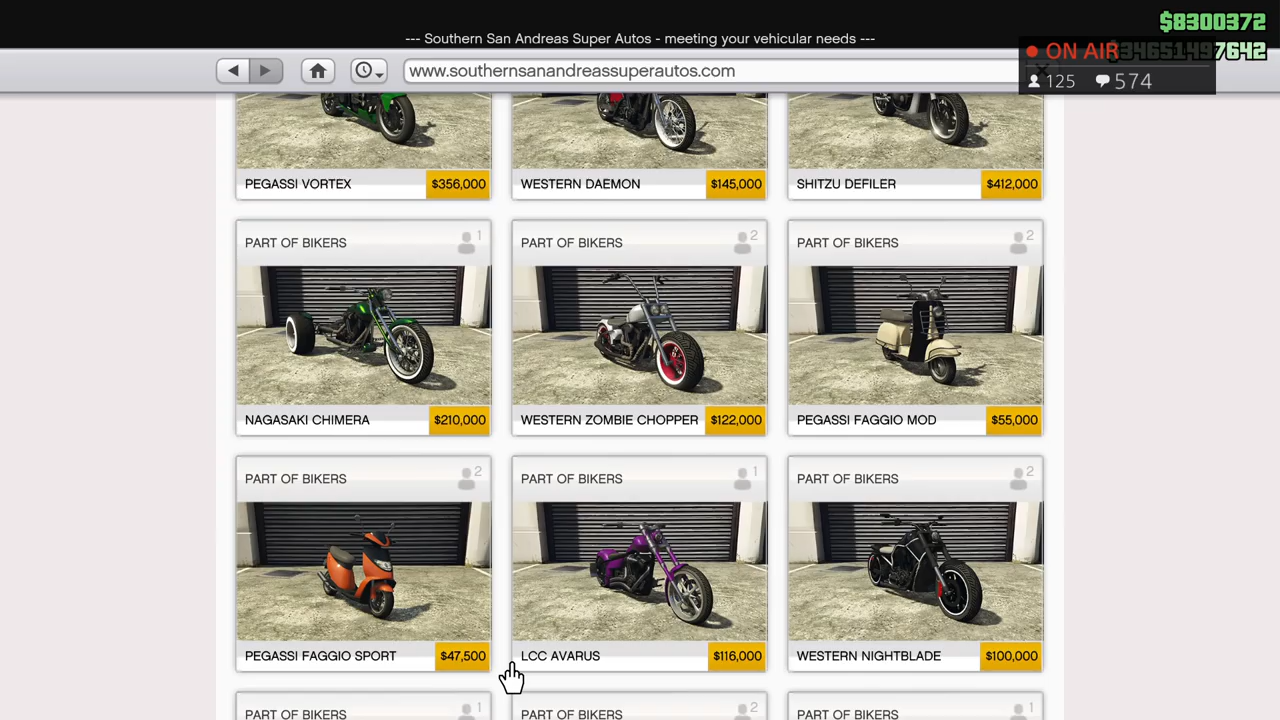 $8300372
--- Southern San Andreas Super Autos - meeting your vehicular needs ---
ON AIR
7642
www.southernsanandreassuperautos.com
125 574
PEGASSI VORTEX $356,000
WESTERN DAEMON $145,000
SHITZU DEFILER $412,000
PART OF BIKERS 1
PART OF BIKERS 2
PART OF BIKERS 2
NAGASAKI CHIMERA $210,000
WESTERN ZOMBIE CHOPPER $122,000
PEGASSI FAGGIO MOD $55,000
PART OF BIKERS 2
PART OF BIKERS 1
PART OF BIKERS 2
PEGASSI FAGGIO SPORT $47,500
LCC AVARUS $116,000
WESTERN NIGHTBLADE $100,000
PART OF BIKERS 1
PART OF BIKERS 2
PART OF BIKERS 1